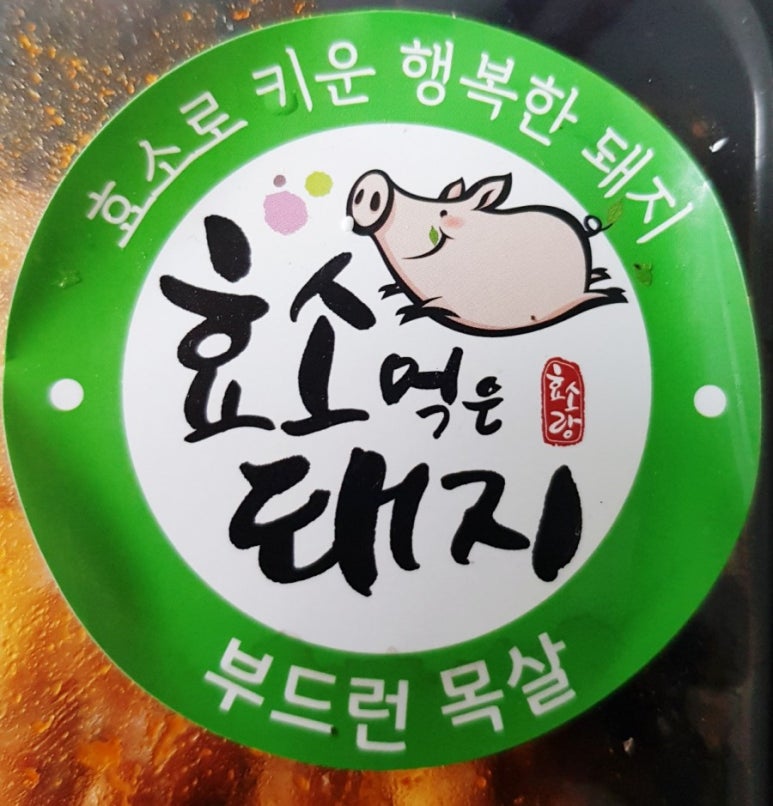 효소로 키운 행복한 돼지
효소 먹은
돼지
효소랑
부드런 목살